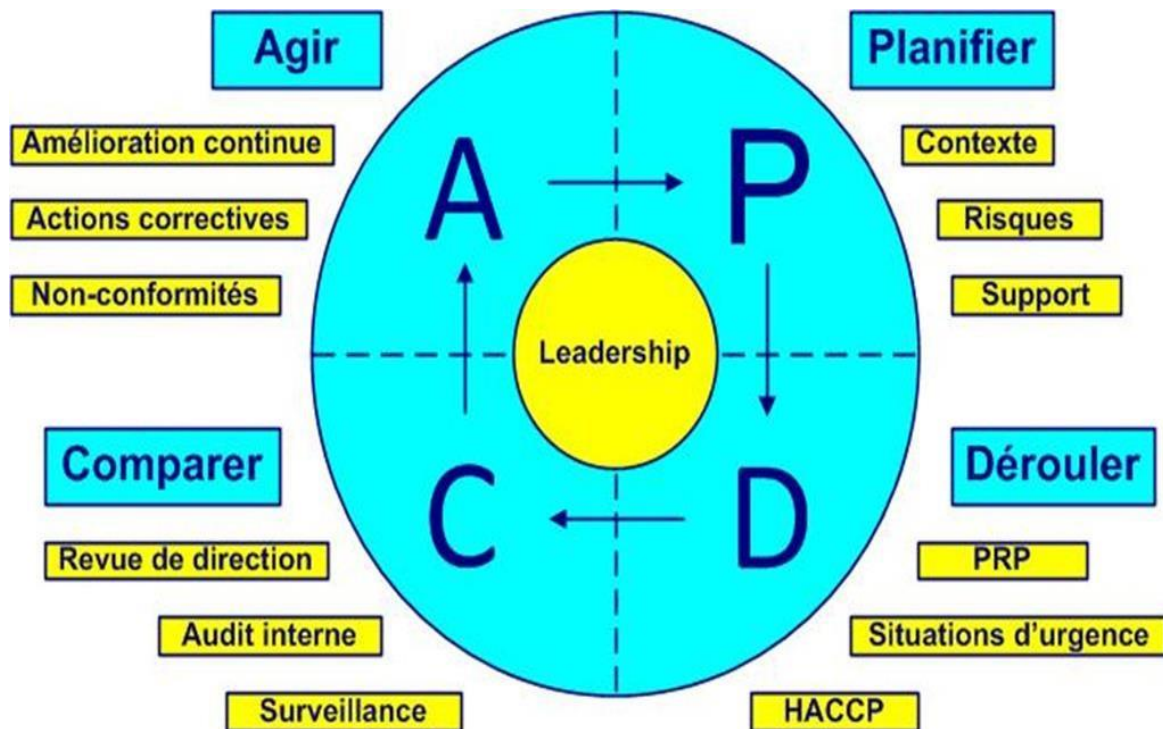 Agir
Planifier
Amélioration continue
Contexte
Actions correctives
Risques
Non-conformités
Support
A
P
Leadership
Comparer
Dérouler
C
D
Revue de direction
PRP
Audit interne
Situations d'urgence
Surveillance
HACCP